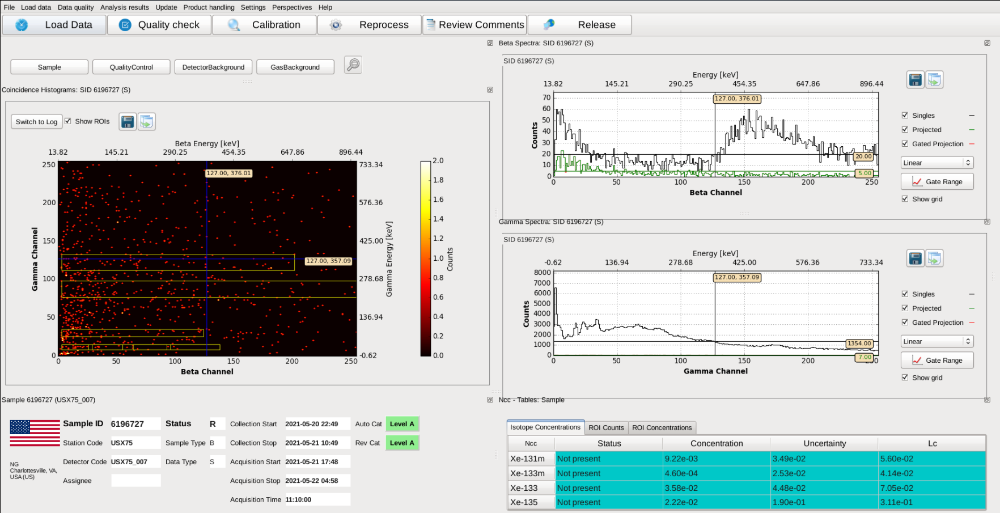 File Load data Data quality Analysis results Update Product handling Settings Perspectives Help
Load Data Quality check Calibration Reprocess Review Comments Release
Sample QualityControl DetectorBackground GasBackground
Coincidence Histograms: SID 6196727 (S)
Switch to Log Show ROIs
Beta Energy [keV]
13.82 145.21 290.25 454.35 647.86 896.44
250 733.34
200 576.36
150 425.00
100 278.68
50 136.94
0 -0.62
127.00, 376.01
127.00, 357.09
Gamma Channel
Gamma Energy [keV]
0 50 100 150 200 250
Beta Channel
2.0
1.8
1.6
1.4
1.2
1.0
0.8
0.6
0.4
0.2
0.0
Counts
Beta Spectra: SID 6196727 (S)
SID 6196727 (S)
Energy [keV]
13.82 145.21 290.25 454.35 647.86 896.44
127.00, 376.01
70
60
50
40
30
20
10
0
Counts
20.00
5.00
0 50 100 150 200 250
Beta Channel
Singles
Projected
Gated Projection
Linear
Gate Range
Show grid
Gamma Spectra: SID 6196727 (S)
SID 6196727 (S)
Energy [keV]
-0.62 136.94 278.68 425.00 576.36 733.34
127.00, 357.09
8000
7000
6000
5000
4000
3000
2000
1000
0
Counts
1354.00
7.00
0 50 100 150 200 250
Gamma Channel
Singles
Projected
Gated Projection
Linear
Gate Range
Show grid
Sample 6196727 (USX75_007)
Sample ID 6196727 Status R Collection Start 2021-05-20 22:49 Auto Cat Level A
Station Code USX75 Sample Type B Collection Stop 2021-05-21 10:49 Rev Cat Level A
Detector Code USX75_007 Data Type S Acquisition Start 2021-05-21 17:48
Assignee Acquisition Stop 2021-05-22 04:58
Acquisition Time 11:10:00
NG
Charlottesville, VA,
USA (US)
Ncc - Tables: Sample
Isotope Concentrations ROI Counts ROI Concentrations
Ncc Status Concentration Uncertainty Lc
Xe-131m Not present 9.22e-03 3.49e-02 5.60e-02
Xe-133m Not present 4.60e-04 2.53e-02 4.14e-02
Xe-133 Not present 3.58e-02 4.48e-02 7.05e-02
Xe-135 Not present 2.22e-02 1.90e-01 3.11e-01